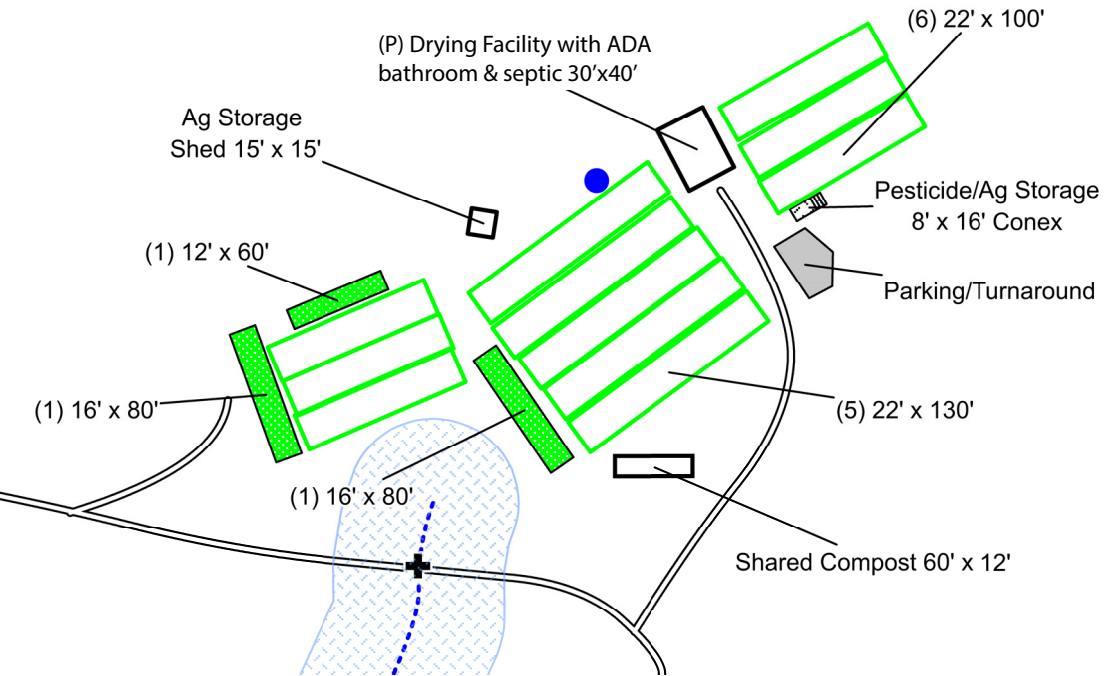 (6) 22' x 100'
(P) Drying Facility with ADA
bathroom & septic 30'x40'
Ag Storage
Shed 15' x 15'
Pesticide/Ag Storage
8' x 16' Conex
(1) 12' x 60'
Parking/Turnaround
(1) 16' x 80'
(5) 22' x 130'
(1) 16' x 80'
Shared Compost 60' x 12'